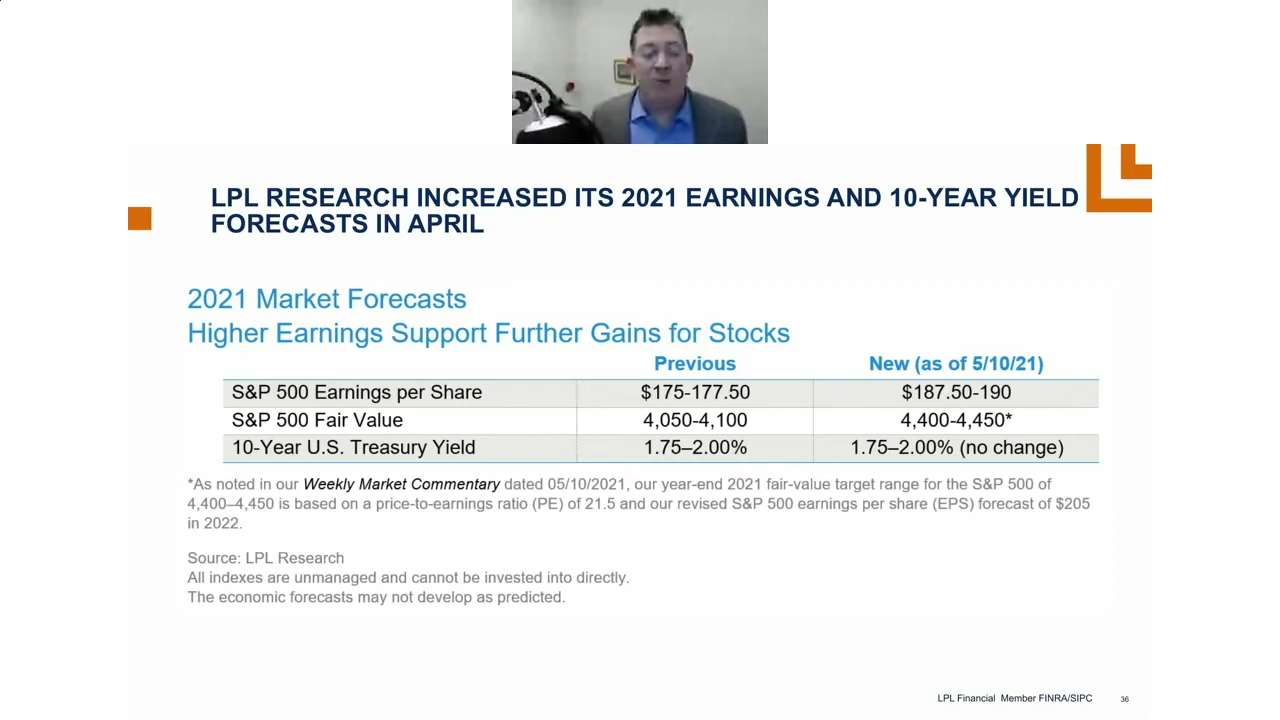 LPL RESEARCH INCREASED ITS 2021 EARNINGS AND 10-YEAR YIELD
FORECASTS IN APRIL
2021 Market Forecasts
Higher Earnings Support Further Gains for Stocks
Previous New (as of 5/10/21)
S&P 500 Earnings per Share $175-177.50 $187.50-190
S&P 500 Fair Value 4,050-4,100 4,400-4,450*
10-Year U.S. Treasury Yield 1.75–2.00% 1.75–2.00% (no change)
*As noted in our Weekly Market Commentary dated 05/10/2021, our year-end 2021 fair-value target range for the S&P 500 of
4,400–4,450 is based on a price-to-earnings ratio (PE) of 21.5 and our revised S&P 500 earnings per share (EPS) forecast of $205
in 2022.
Source: LPL Research
All indexes are unmanaged and cannot be invested into directly.
The economic forecasts may not develop as predicted.
LPL Financial Member FINRA/SIPC 36